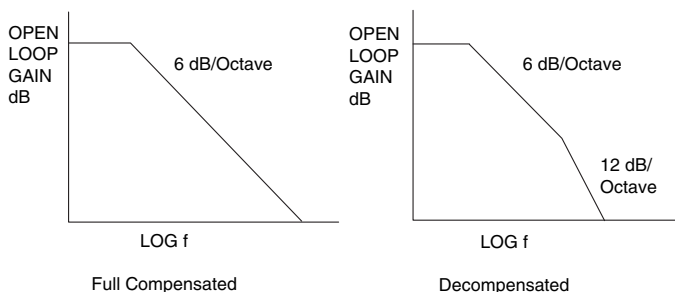 OPEN
LOOP
GAIN
dB
6 dB/Octave
LOG f
Full Compensated
OPEN
LOOP
GAIN
dB
6 dB/Octave
12 dB/
Octave
LOG f
Decompensated